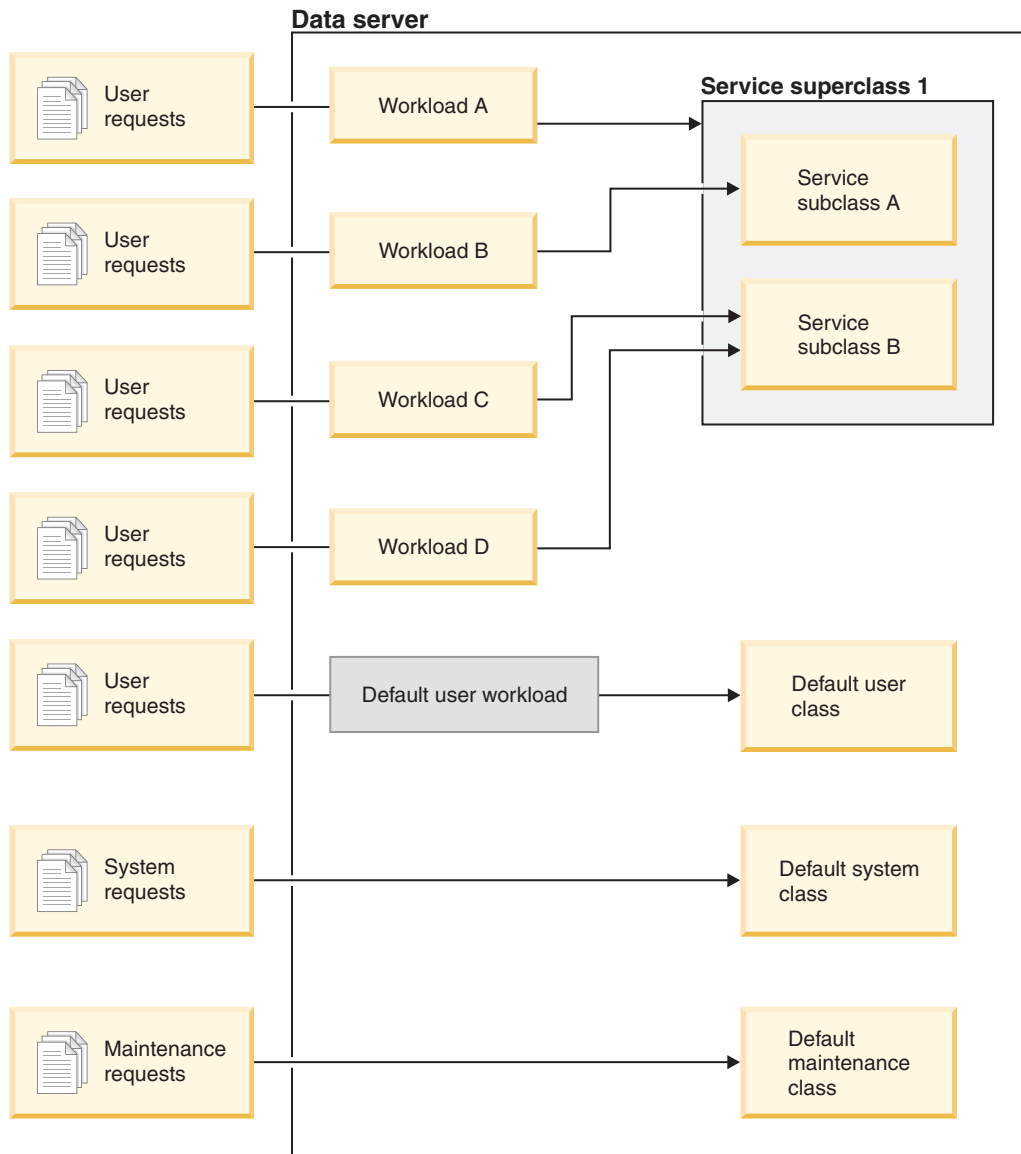 Data server
User
requests
Workload A
Service superclass 1
Service
subclass A
User
requests
Workload B
Service
subclass B
User
requests
Workload C
User
requests
Workload D
User
requests
Default user workload
Default user
class
System
requests
Default system
class
Maintenance
requests
Default
maintenance
class